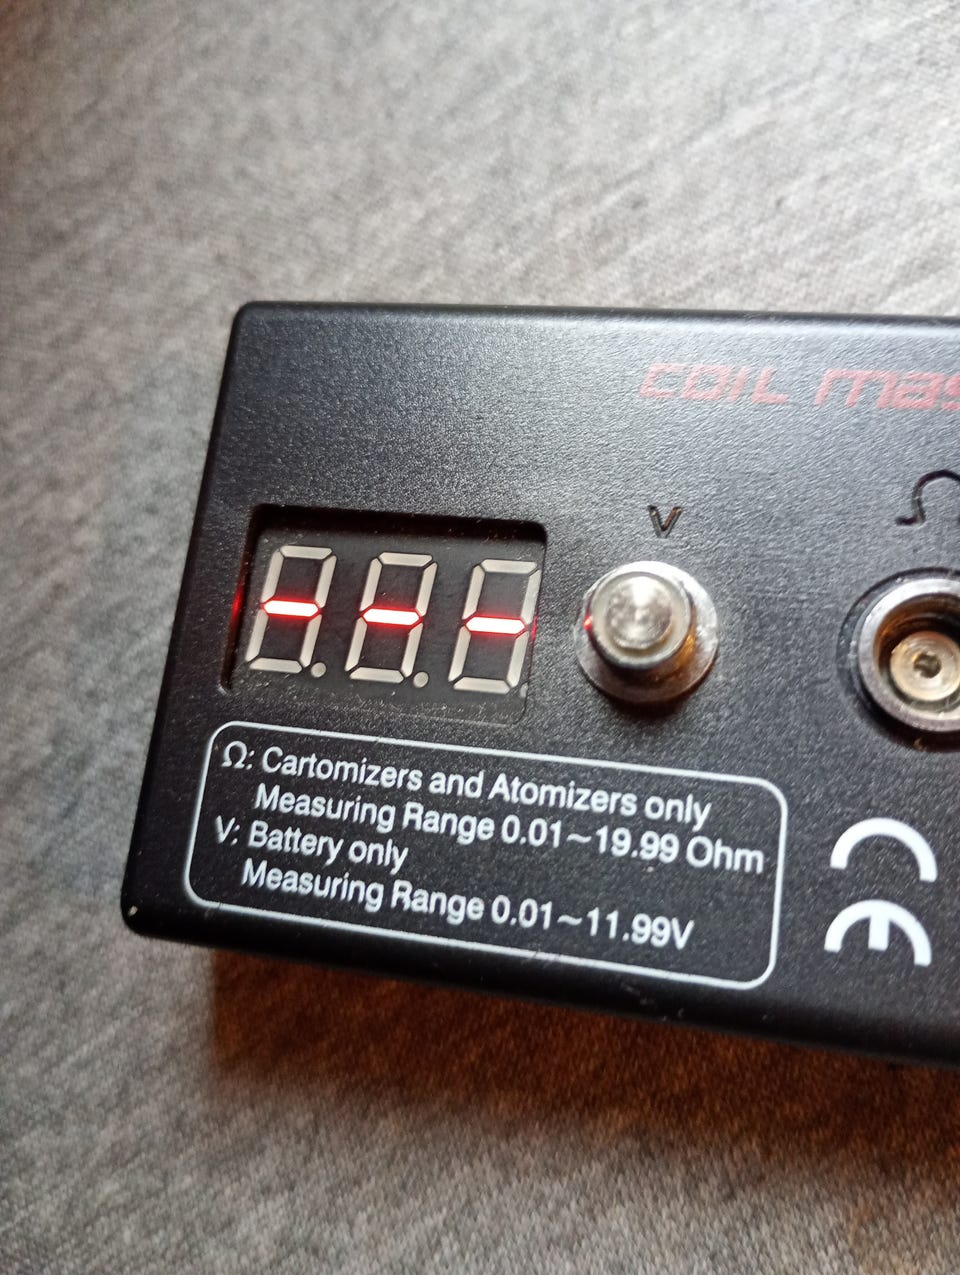 COIL mas
V
Ω
---
Ω: Cartomizers and Atomizers only
Measuring Range 0.01~19.99 Ohm
V: Battery only
Measuring Range 0.01~11.99V
CE